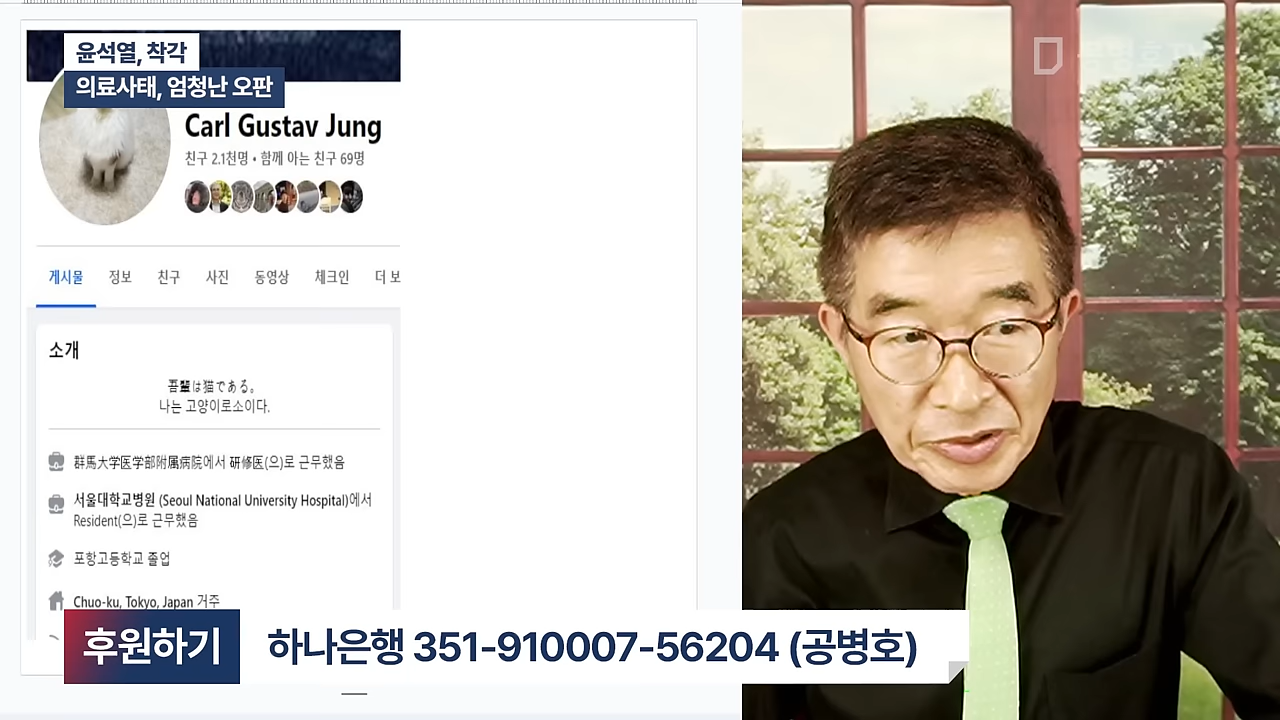 윤석열, 착각
의료사태, 엄청난 오판
Carl Gustav Jung
친구 2.1천명 • 함께 아는 친구 69명
게시물 정보 친구 사진 동영상 체크인 더 보
소개
吾輩は猫である。
나는 고양이로소이다.
群馬大学医学部附属病院에서 研修医(으)로 근무했음
서울대학교병원 (Seoul National University Hospital)에서
Resident(으)로 근무했음
포항고등학교 졸업
Chuo-ku, Tokyo, Japan 거주
후원하기 하나은행 351-910007-56204 (공병호)